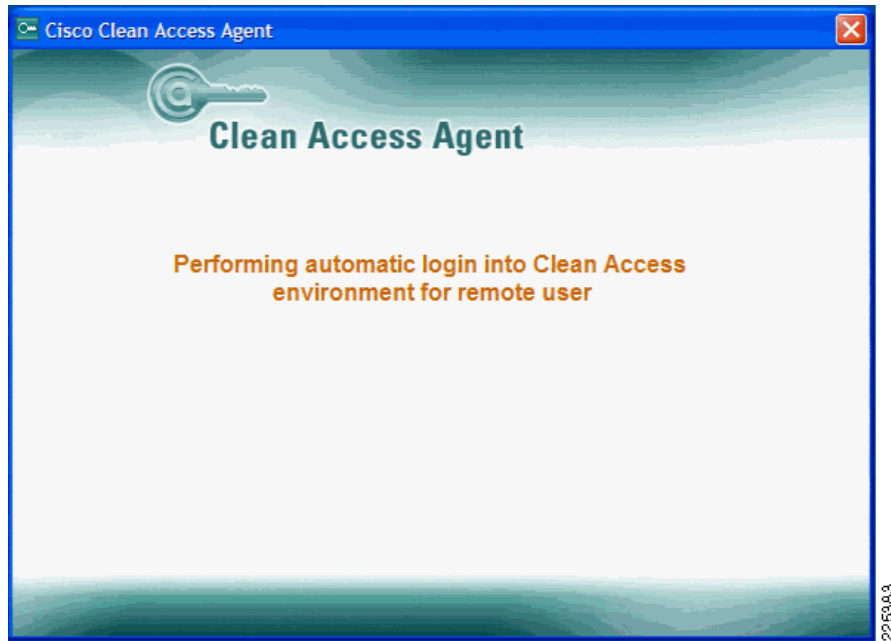 Cisco Clean Access Agent
Clean Access Agent
Performing automatic login into Clean Access
environment for remote user